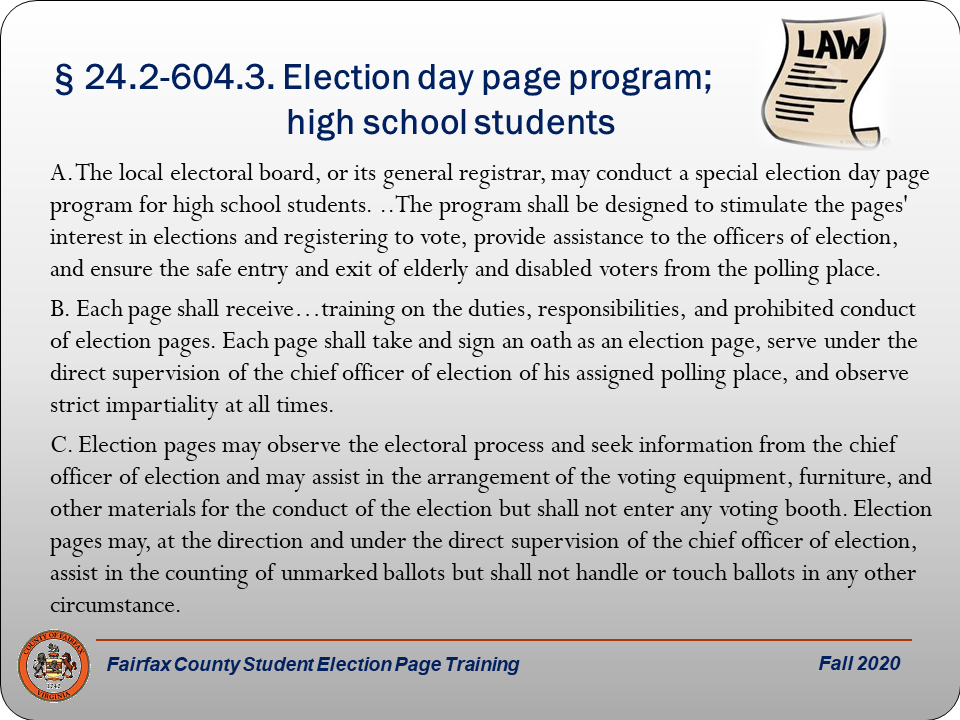 § 24.2-604.3. Election day page program;
high school students
LAW
A. The local electoral board, or its general registrar, may conduct a special election day page
program for high school students. …The program shall be designed to stimulate the pages'
interest in elections and registering to vote, provide assistance to the officers of election,
and ensure the safe entry and exit of elderly and disabled voters from the polling place.
B. Each page shall receive…training on the duties, responsibilities, and prohibited conduct
of election pages. Each page shall take and sign an oath as an election page, serve under the
direct supervision of the chief officer of election of his assigned polling place, and observe
strict impartiality at all times.
C. Election pages may observe the electoral process and seek information from the chief
officer of election and may assist in the arrangement of the voting equipment, furniture, and
other materials for the conduct of the election but shall not enter any voting booth. Election
pages may, at the direction and under the direct supervision of the chief officer of election,
assist in the counting of unmarked ballots but shall not handle or touch ballots in any other
circumstance.
COUNTY OF FAIRFAX
1742
VIRGINIA
Fairfax County Student Election Page Training
Fall 2020